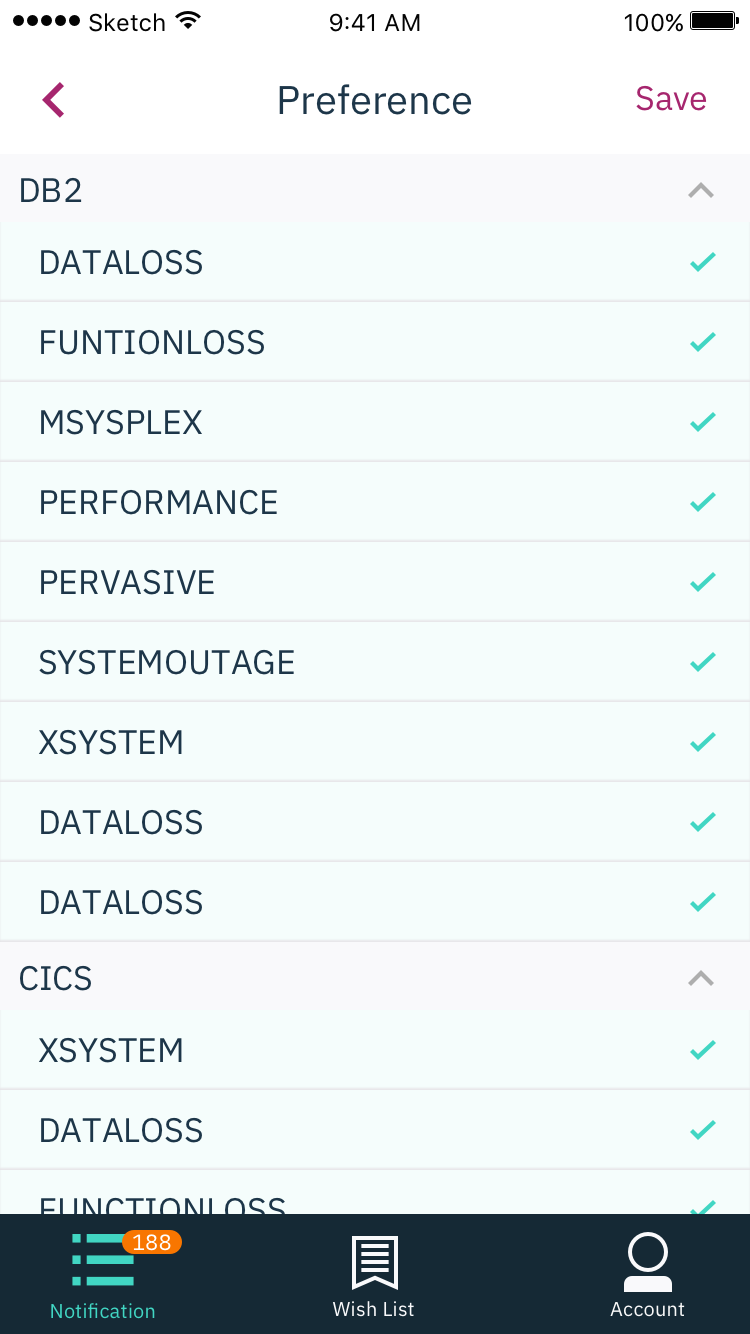 Sketch 9:41 AM 100%
Preference Save
DB2
DATALOSS
FUNTIONLOSS
MSYSPLEX
PERFORMANCE
PERVASIVE
SYSTEMOUTAGE
XSYSTEM
DATALOSS
DATALOSS
CICS
XSYSTEM
DATALOSS
FUNCTIONLOSS
188
Notification Wish List Account